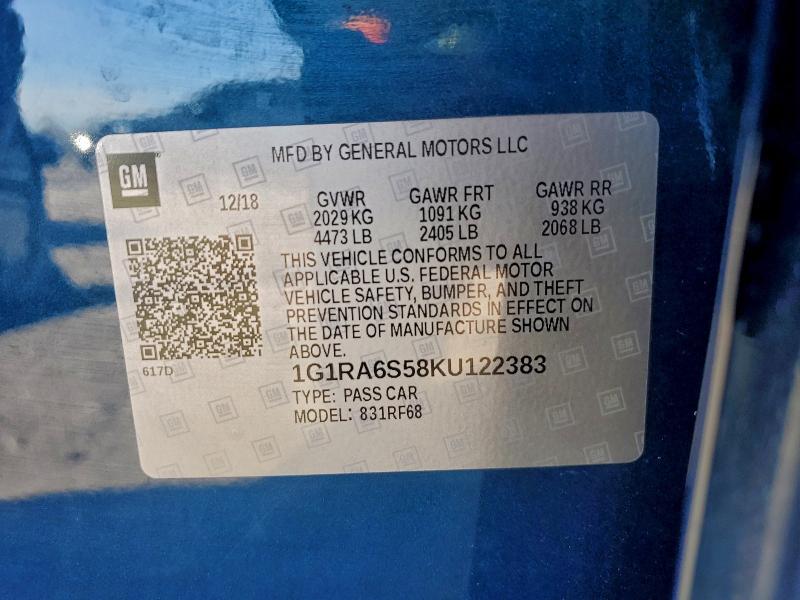 MFD BY GENERAL MOTORS LLC
GM
12/18
GVWR GAWR FRT GAWR RR
2029 KG 1091 KG 938 KG
4473 LB 2405 LB 2068 LB
THIS VEHICLE CONFORMS TO ALL
APPLICABLE U.S. FEDERAL MOTOR
VEHICLE SAFETY, BUMPER, AND THEFT
PREVENTION STANDARDS IN EFFECT ON
THE DATE OF MANUFACTURE SHOWN
ABOVE.
617D
1G1RA6S58KU122383
TYPE: PASS CAR
MODEL: 831RF68